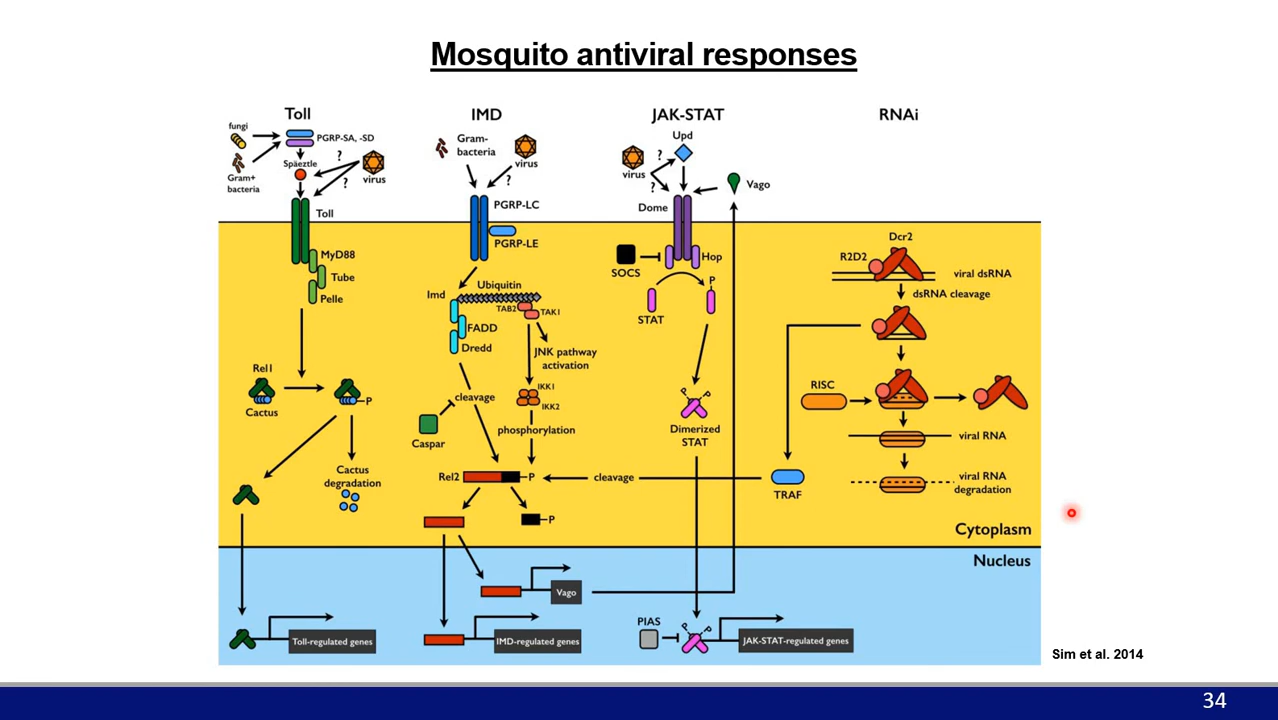 Mosquito antiviral responses
Toll
IMD
JAK-STAT
RNAi
fungi
PGRP-SA, -SD
Späeztle
?
?
virus
Gram+
bacteria
Toll
MyD88
Tube
Pelle
Rel1
Cactus
P
Cactus
degradation
Toll-regulated genes
Gram-
bacteria
virus
?
PGRP-LC
PGRP-LE
Imd
Ubiquitin
TAB2
TAK1
FADD
Dredd
JNK pathway
activation
IKK1
IKK2
cleavage
Caspar
phosphorylation
Rel2
P
P
Vago
IMD-regulated genes
Upd
virus
?
?
Vago
Dome
SOCS
Hop
P
STAT
P
P
Dimerized
STAT
cleavage
TRAF
PIAS
P
P
JAK-STAT-regulated genes
Dcr2
R2D2
viral dsRNA
dsRNA cleavage
RISC
viral RNA
viral RNA
degradation
Cytoplasm
Nucleus
Sim et al. 2014
34